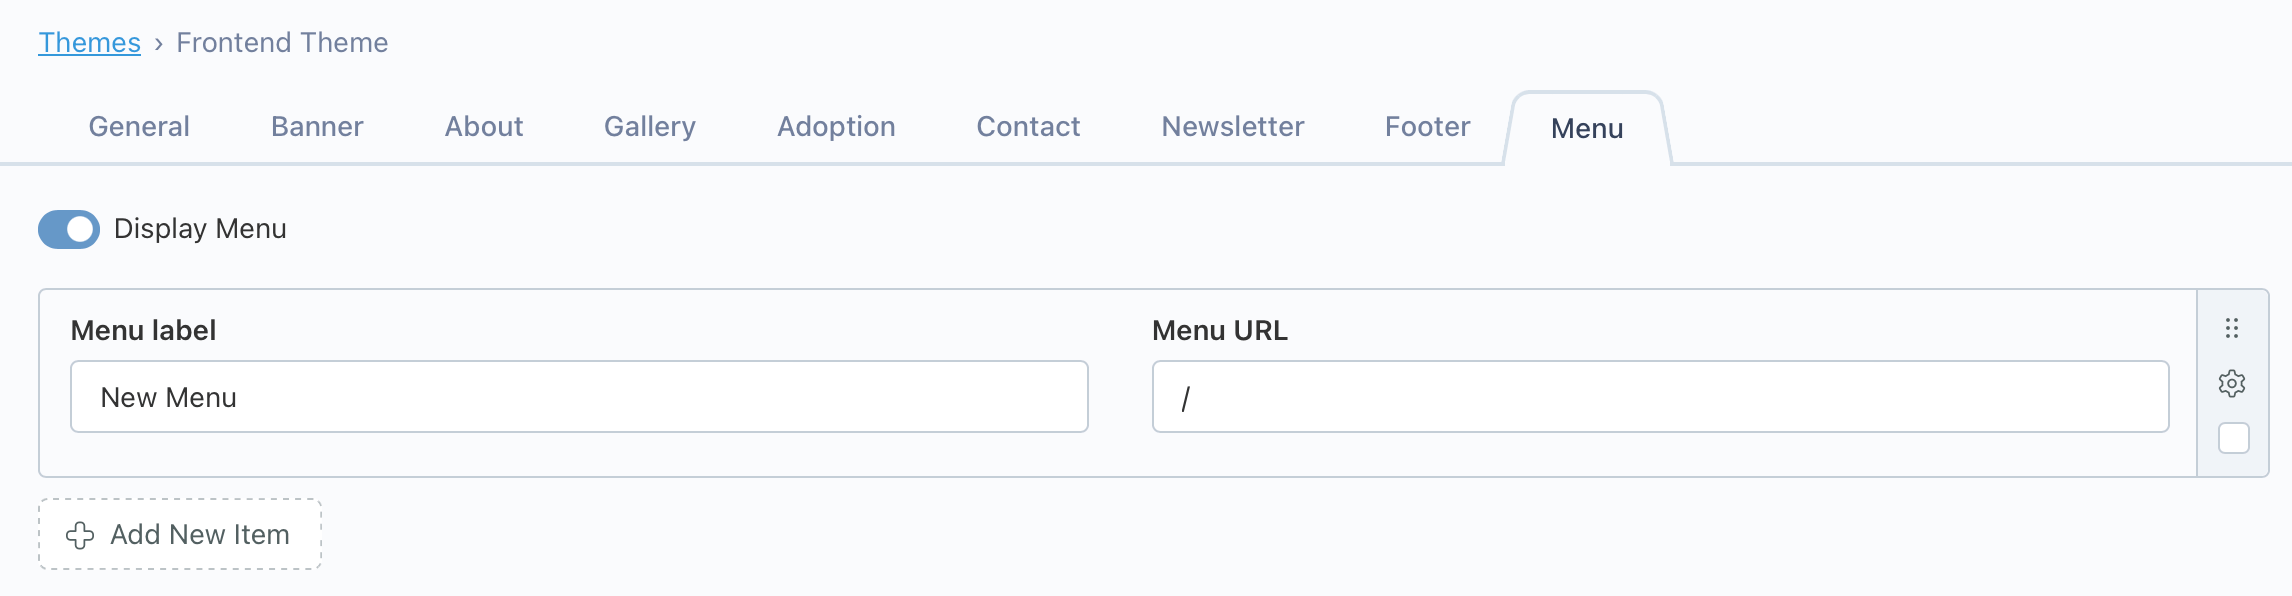 Themes › Frontend Theme
General Banner About Gallery Adoption Contact Newsletter Footer Menu
Display Menu
Menu label Menu URL
New Menu /
Add New Item